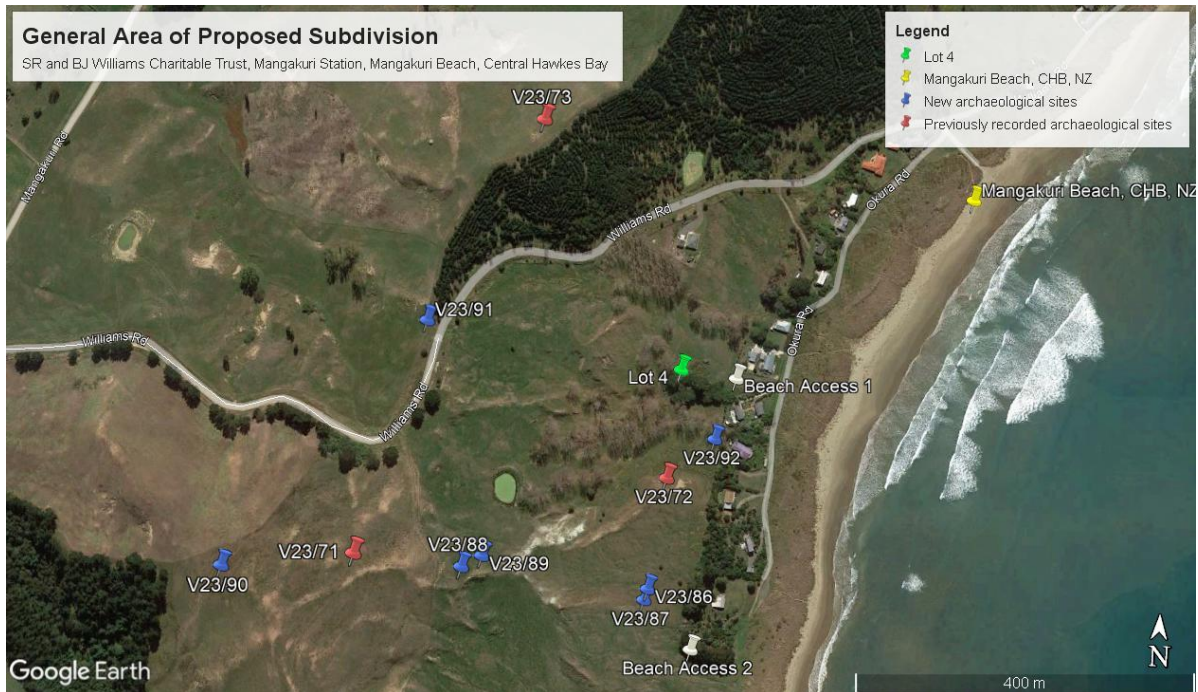 General Area of Proposed Subdivision
SR and BJ Williams Charitable Trust, Mangakuri Station, Mangakuri Beach, Central Hawkes Bay
Legend
Lot 4
Mangakuri Beach, CHB, NZ
New archaeological sites
Previously recorded archaeological sites
V23/73
Mangakuri Rd
Okura Rd
Mangakuri Beach, CHB, NZ
Williams Rd
V23/91
Okura Rd
Williams Rd
Lot 4
Beach Access 1
Williams Rd
V23/92
V23/72
V23/88
V23/71
V23/89
V23/90
V23/86
V23/87
Beach Access 2
Google Earth
N
400 m